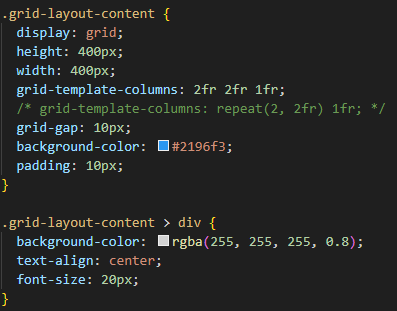 .grid-layout-content {
display: grid;
height: 400px;
width: 400px;
grid-template-columns: 2fr 2fr 1fr;
/* grid-template-columns: repeat(2, 2fr) 1fr; */
grid-gap: 10px;
background-color: #2196f3;
padding: 10px;
}
.grid-layout-content > div {
background-color: rgba(255, 255, 255, 0.8);
text-align: center;
font-size: 20px;
}